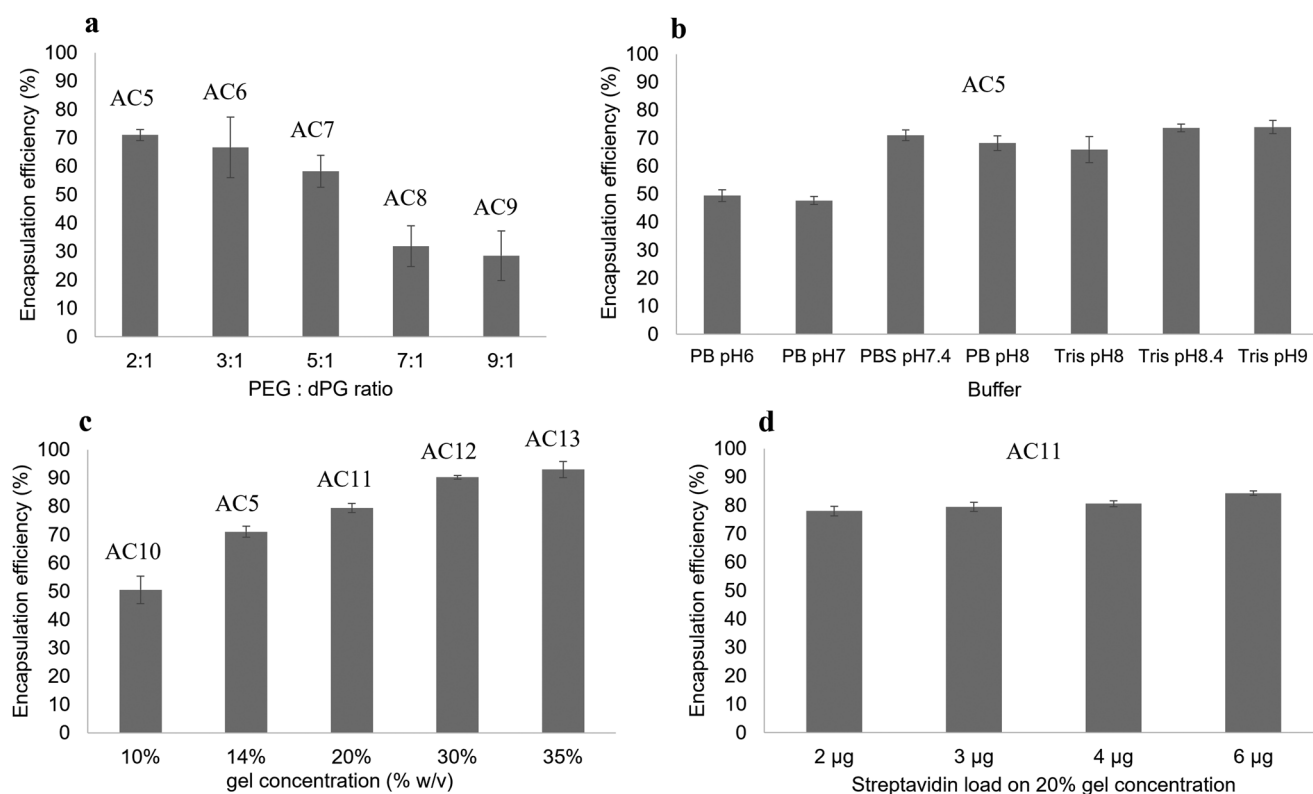 a
Encapsulation efficiency (%)
100
90
80
70
60
50
40
30
20
10
0
AC5
AC6
AC7
AC8
AC9
2:1 3:1 5:1 7:1 9:1
PEG : dPG ratio
b
Encapsulation efficiency (%)
100
90
80
70
60
50
40
30
20
10
0
AC5
PB pH6 PB pH7 PBS pH7.4 PB pH8 Tris pH8 Tris pH8.4 Tris pH9
Buffer
c
Encapsulation efficiency (%)
100
90
80
70
60
50
40
30
20
10
0
AC10
AC5
AC11
AC12
AC13
10% 14% 20% 30% 35%
gel concentration (% w/v)
d
Encapsulation efficiency (%)
100
90
80
70
60
50
40
30
20
10
0
AC11
2 µg 3 µg 4 µg 6 µg
Streptavidin load on 20% gel concentration